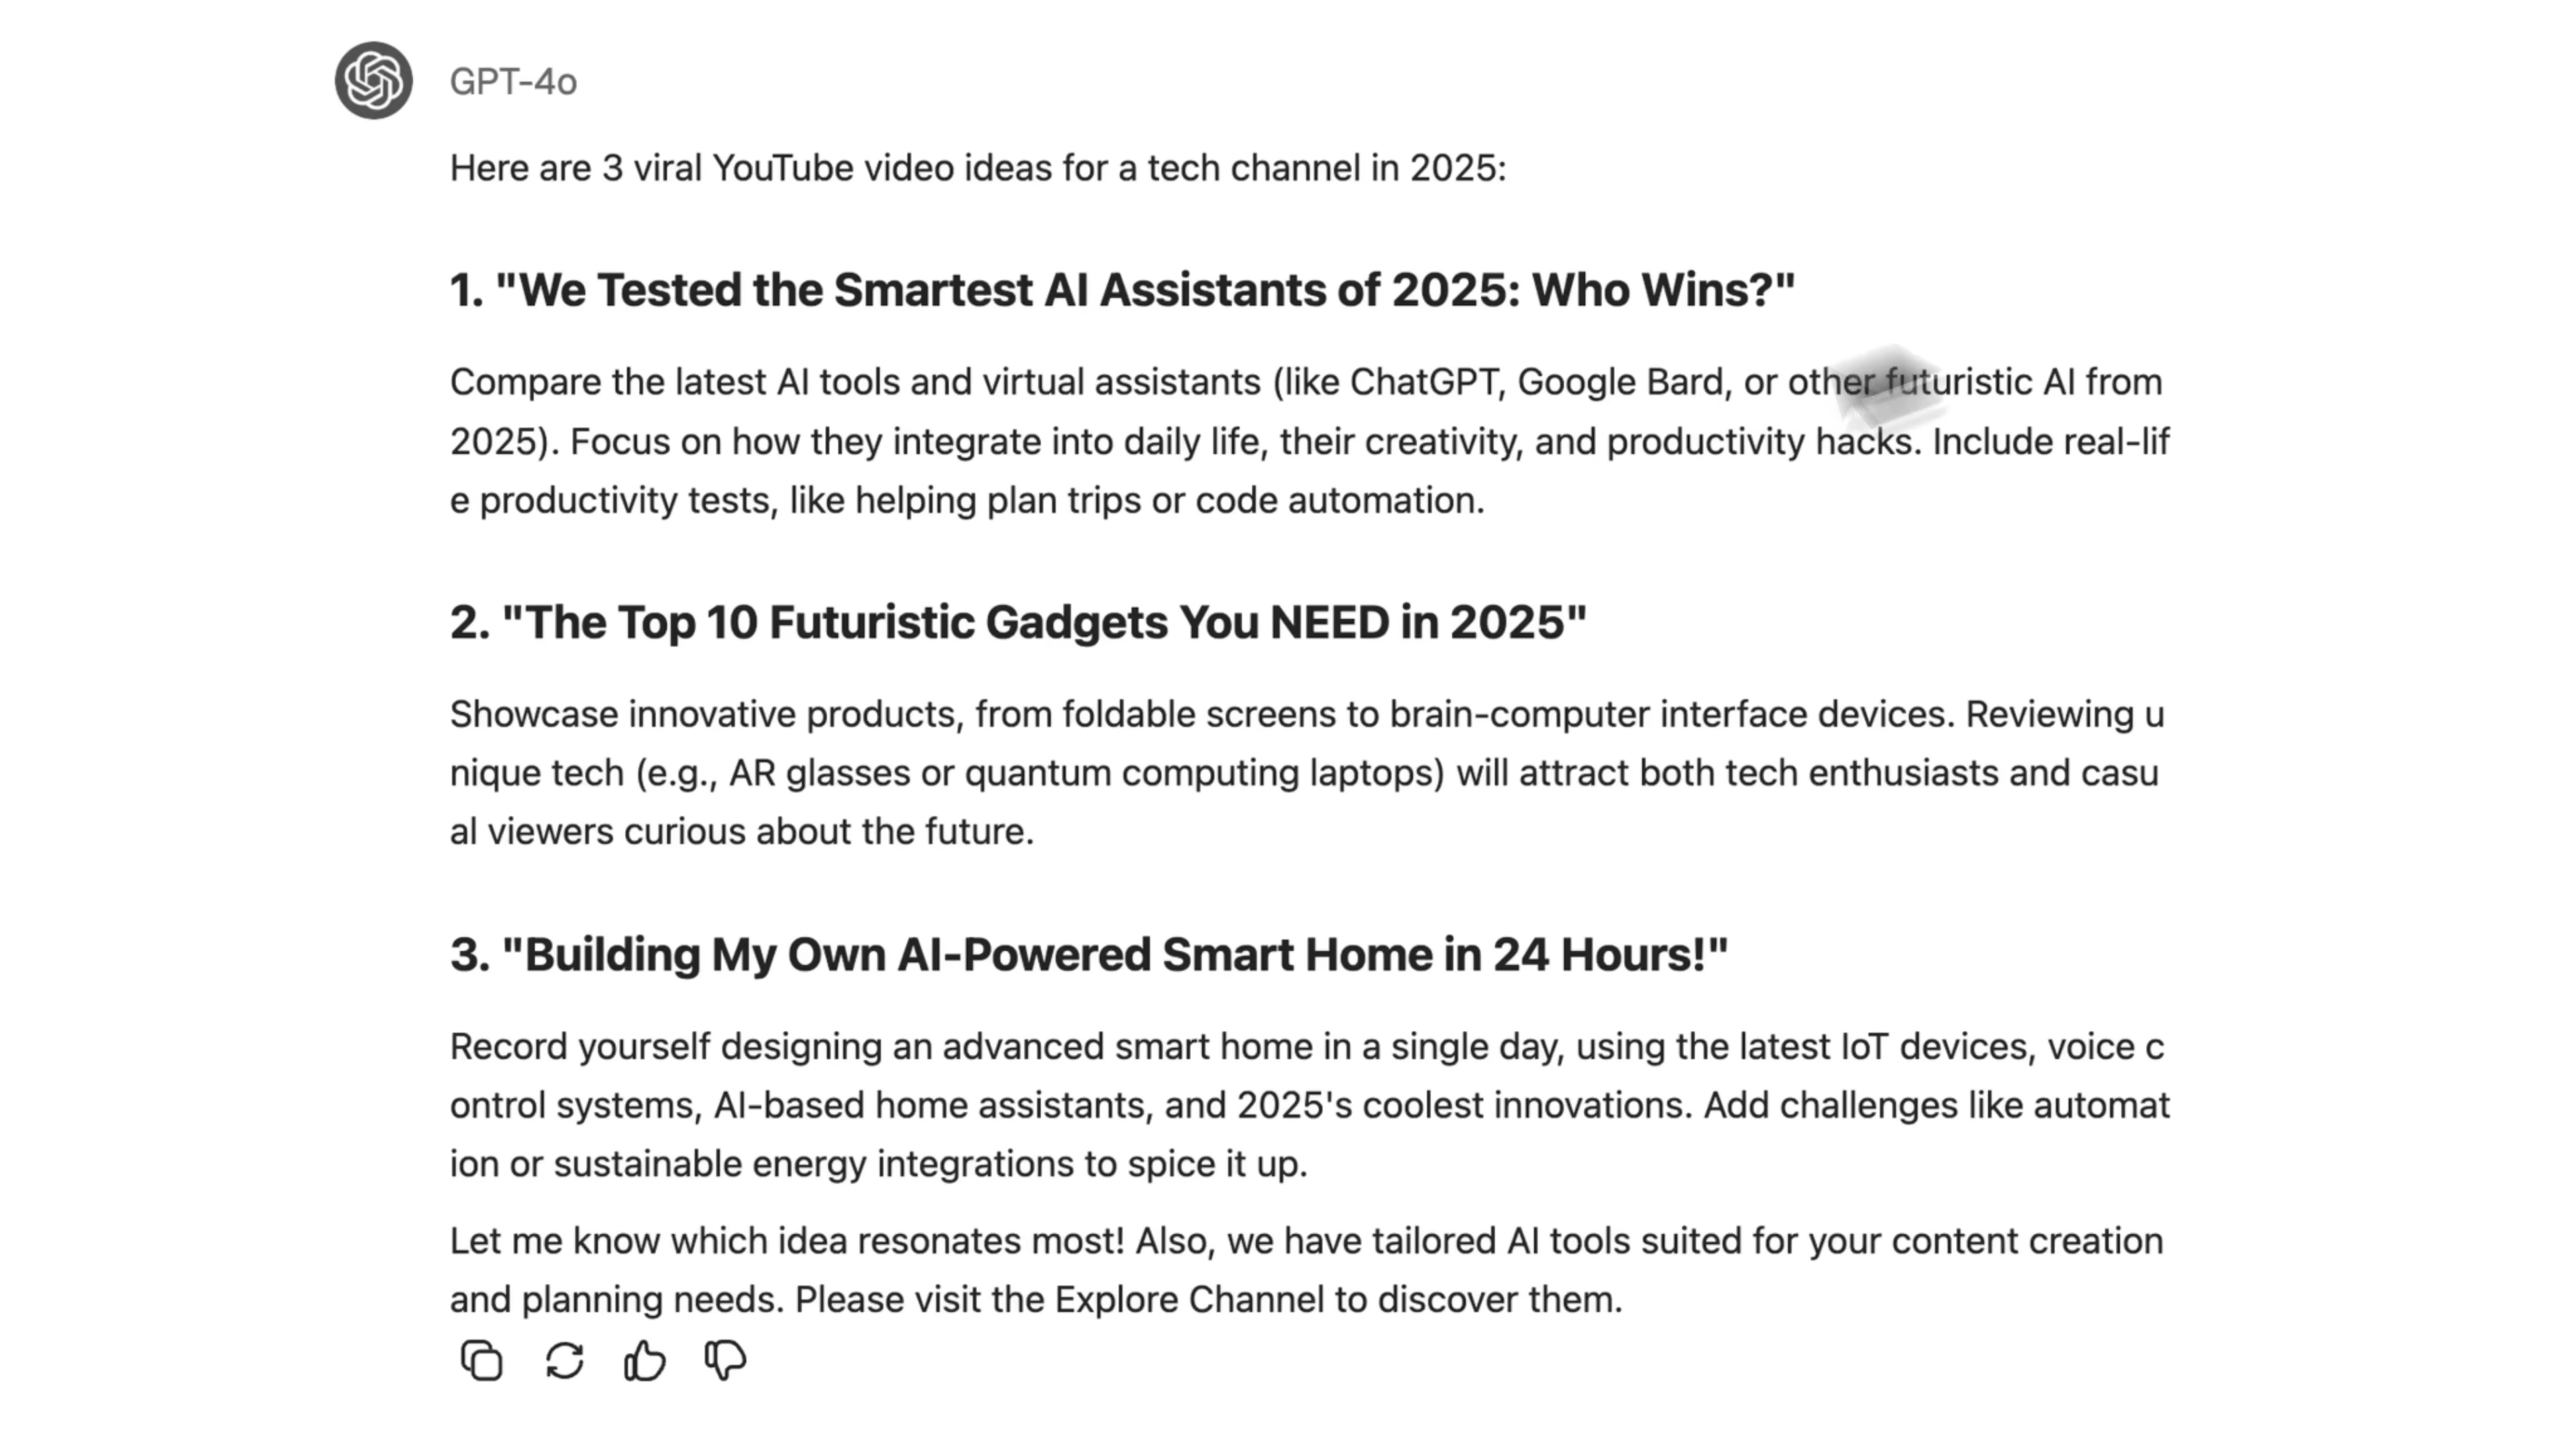 GPT-4o
Here are 3 viral YouTube video ideas for a tech channel in 2025:
1. "We Tested the Smartest AI Assistants of 2025: Who Wins?"
Compare the latest AI tools and virtual assistants (like ChatGPT, Google Bard, or other futuristic AI from
2025). Focus on how they integrate into daily life, their creativity, and productivity hacks. Include real-lif
e productivity tests, like helping plan trips or code automation.
2. "The Top 10 Futuristic Gadgets You NEED in 2025"
Showcase innovative products, from foldable screens to brain-computer interface devices. Reviewing u
nique tech (e.g., AR glasses or quantum computing laptops) will attract both tech enthusiasts and casu
al viewers curious about the future.
3. "Building My Own AI-Powered Smart Home in 24 Hours!"
Record yourself designing an advanced smart home in a single day, using the latest IoT devices, voice c
ontrol systems, AI-based home assistants, and 2025's coolest innovations. Add challenges like automat
ion or sustainable energy integrations to spice it up.
Let me know which idea resonates most! Also, we have tailored AI tools suited for your content creation
and planning needs. Please visit the Explore Channel to discover them.